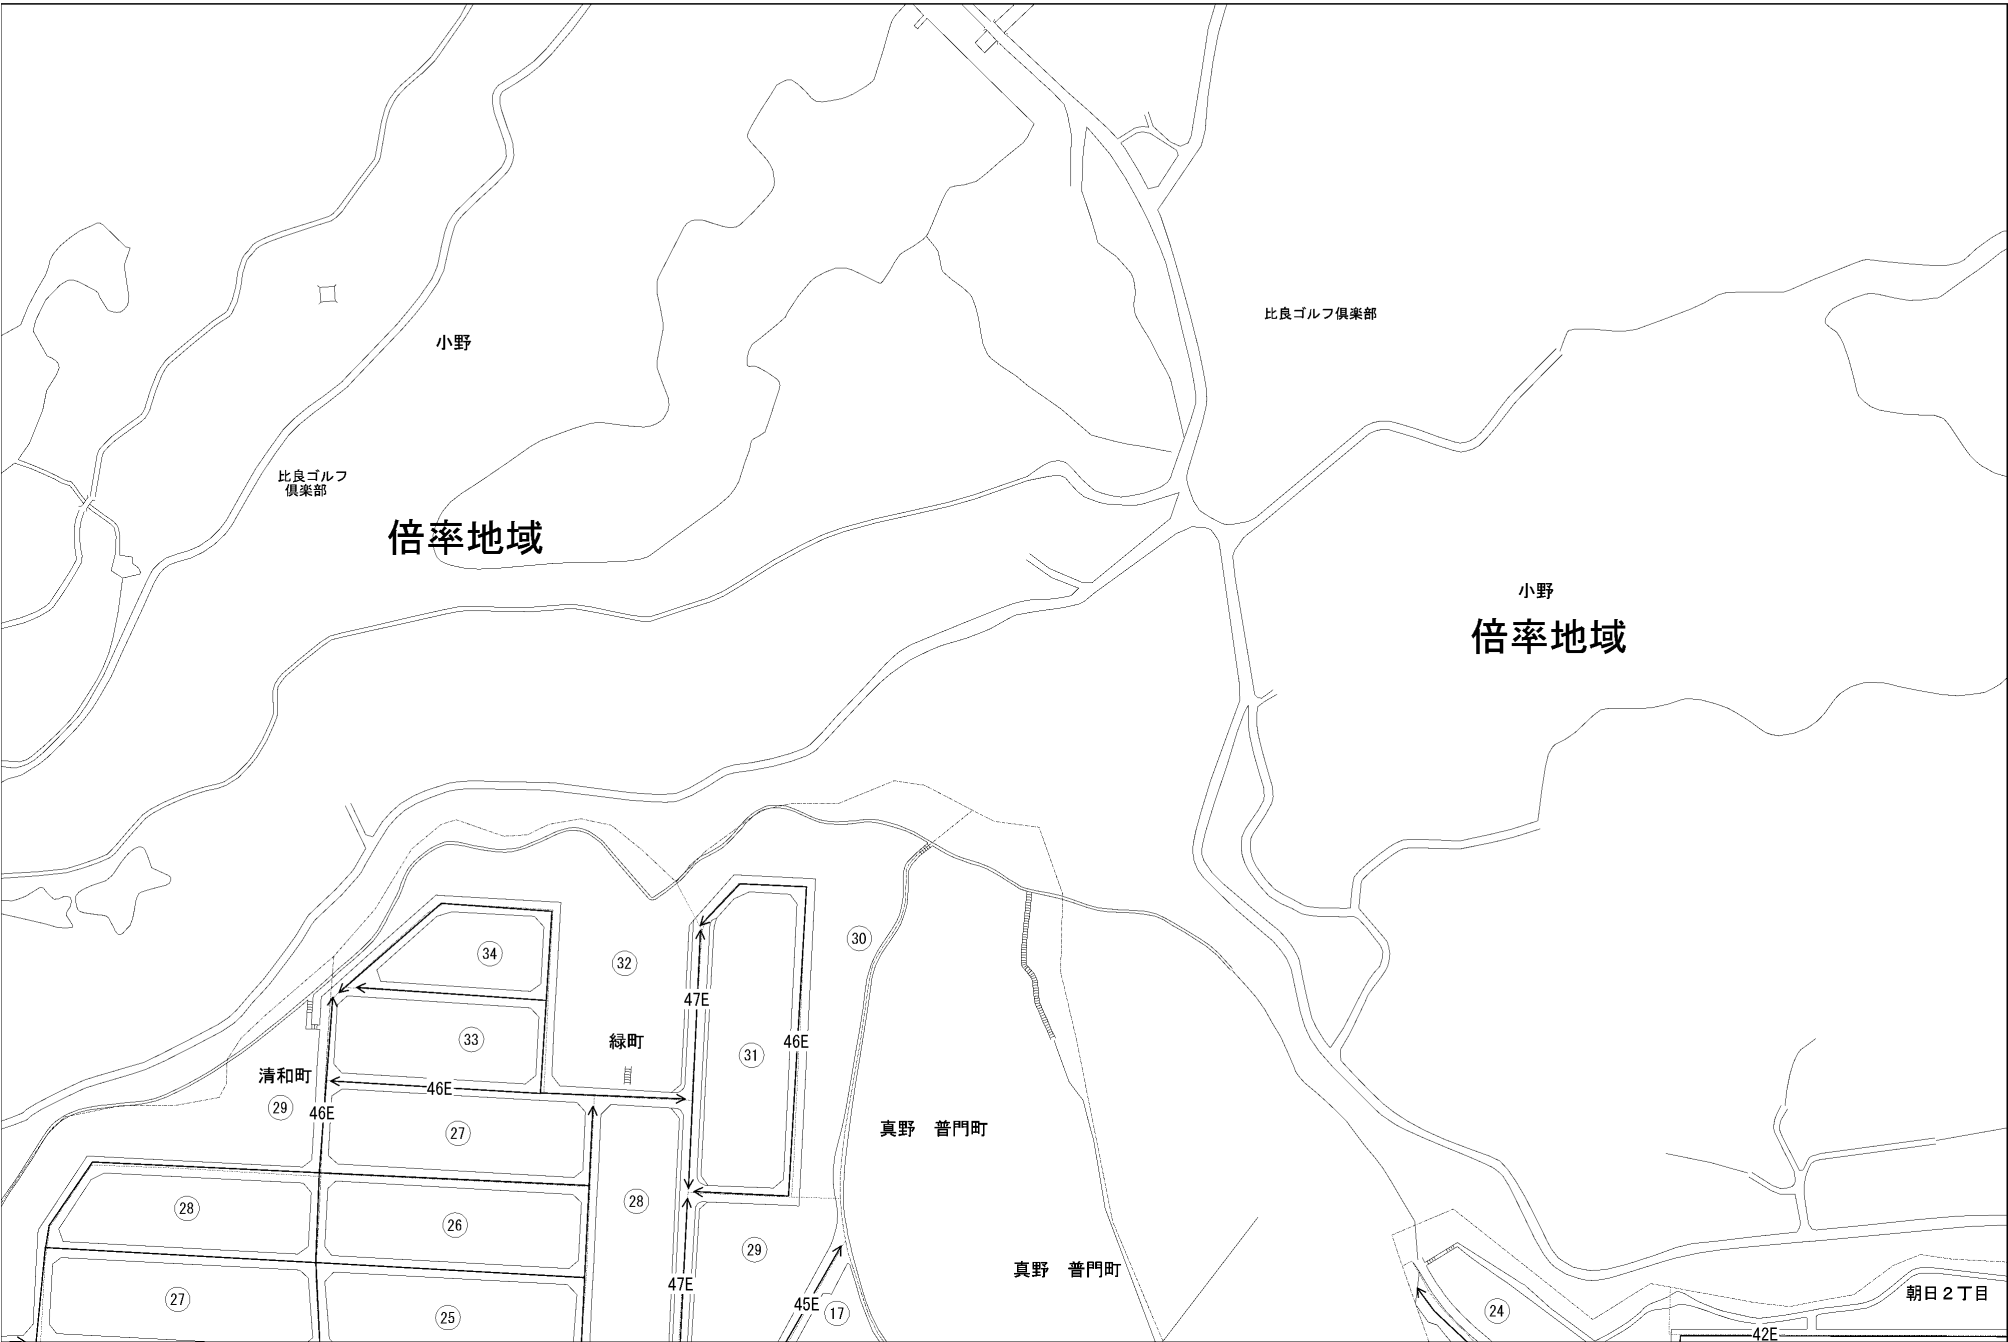 比良ゴルフ倶楽部
小野
比良ゴルフ
倶楽部
倍率地域
小野
倍率地域
30
34
32
47E
33
緑町
46E
31
清和町
46E
29
46E
27
真野 普門町
28
28
26
29
真野 普門町
47E
27
45E
17
25
24
朝日2丁目
42E